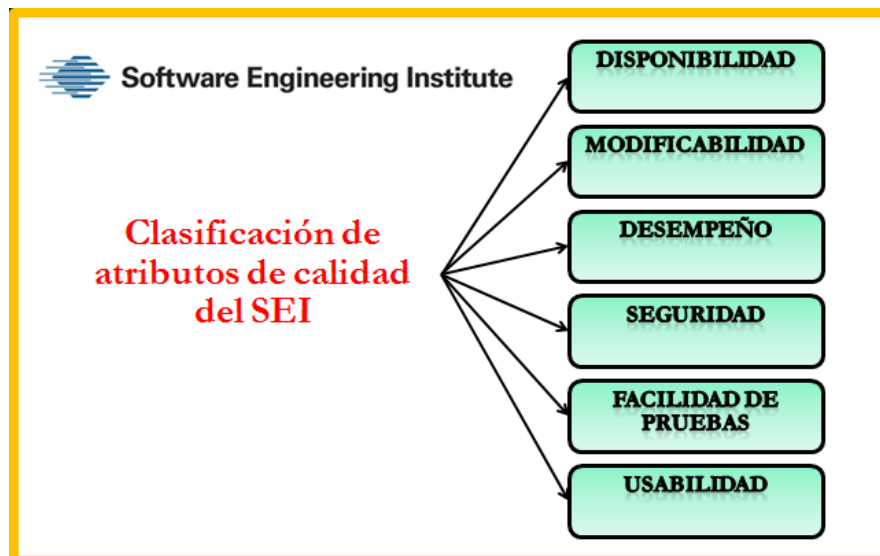 Software Engineering Institute
Clasificación de
atributos de calidad
del SEI
DISPONIBILIDAD
MODIFICABILIDAD
DESEMPEÑO
SEGURIDAD
FACILIDAD DE
PRUEBAS
USABILIDAD